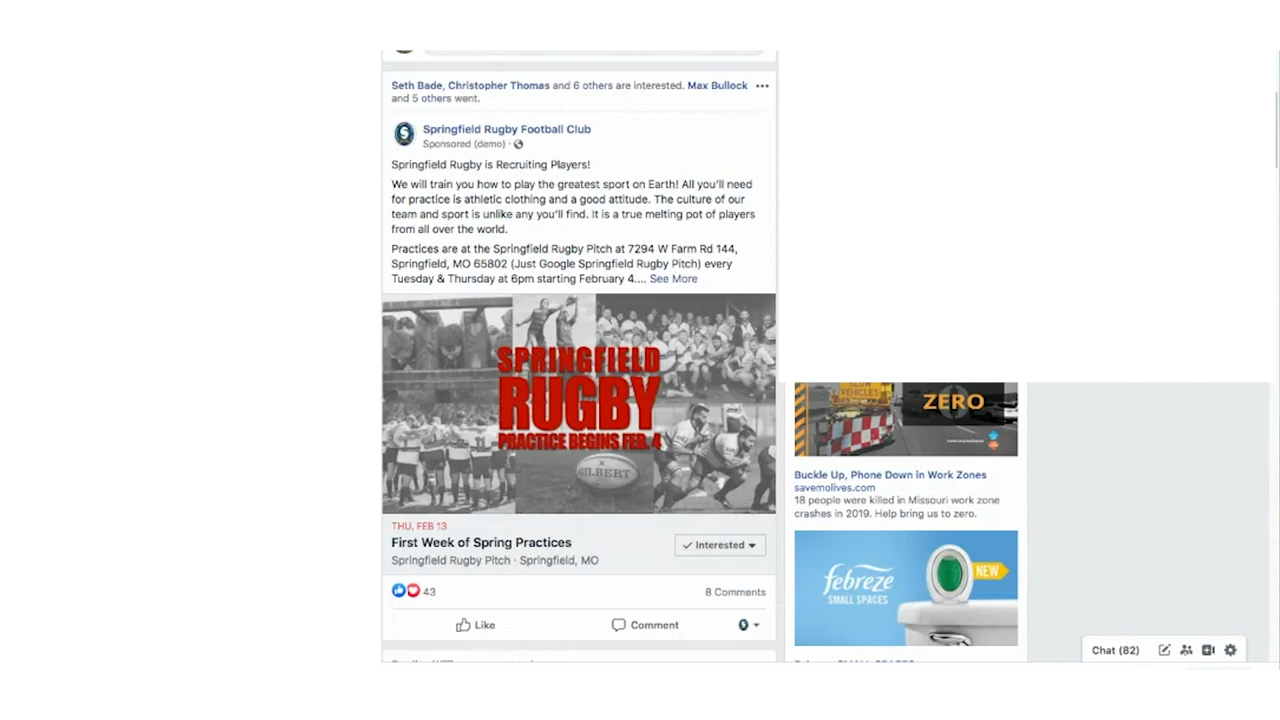 Seth Bade, Christopher Thomas and 6 others are interested. Max Bullock
and 5 others went.
Springfield Rugby Football Club
Sponsored (demo) ·
Springfield Rugby is Recruiting Players!
We will train you how to play the greatest sport on Earth! All you'll need
for practice is athletic clothing and a good attitude. The culture of our
team and sport is unlike any you'll find. It is a true melting pot of players
from all over the world.
Practices are at the Springfield Rugby Pitch at 7294 W Farm Rd 144,
Springfield, MO 65802 (Just Google Springfield Rugby Pitch) every
Tuesday & Thursday at 6pm starting February 4.... See More
SPRINGFIELD
RUGBY
PRACTICE BEGINS FEB. 4
GILBERT
THU, FEB 13
First Week of Spring Practices
Interested
Springfield Rugby Pitch · Springfield, MO
43
8 Comments
Like
Comment
SLOW
VEHICLES
ZERO
Buckle Up, Phone Down in Work Zones
savemolives.com
18 people were killed in Missouri work zone
crashes in 2019. Help bring us to zero.
febreze
SMALL SPACES
NEW
Chat (82)